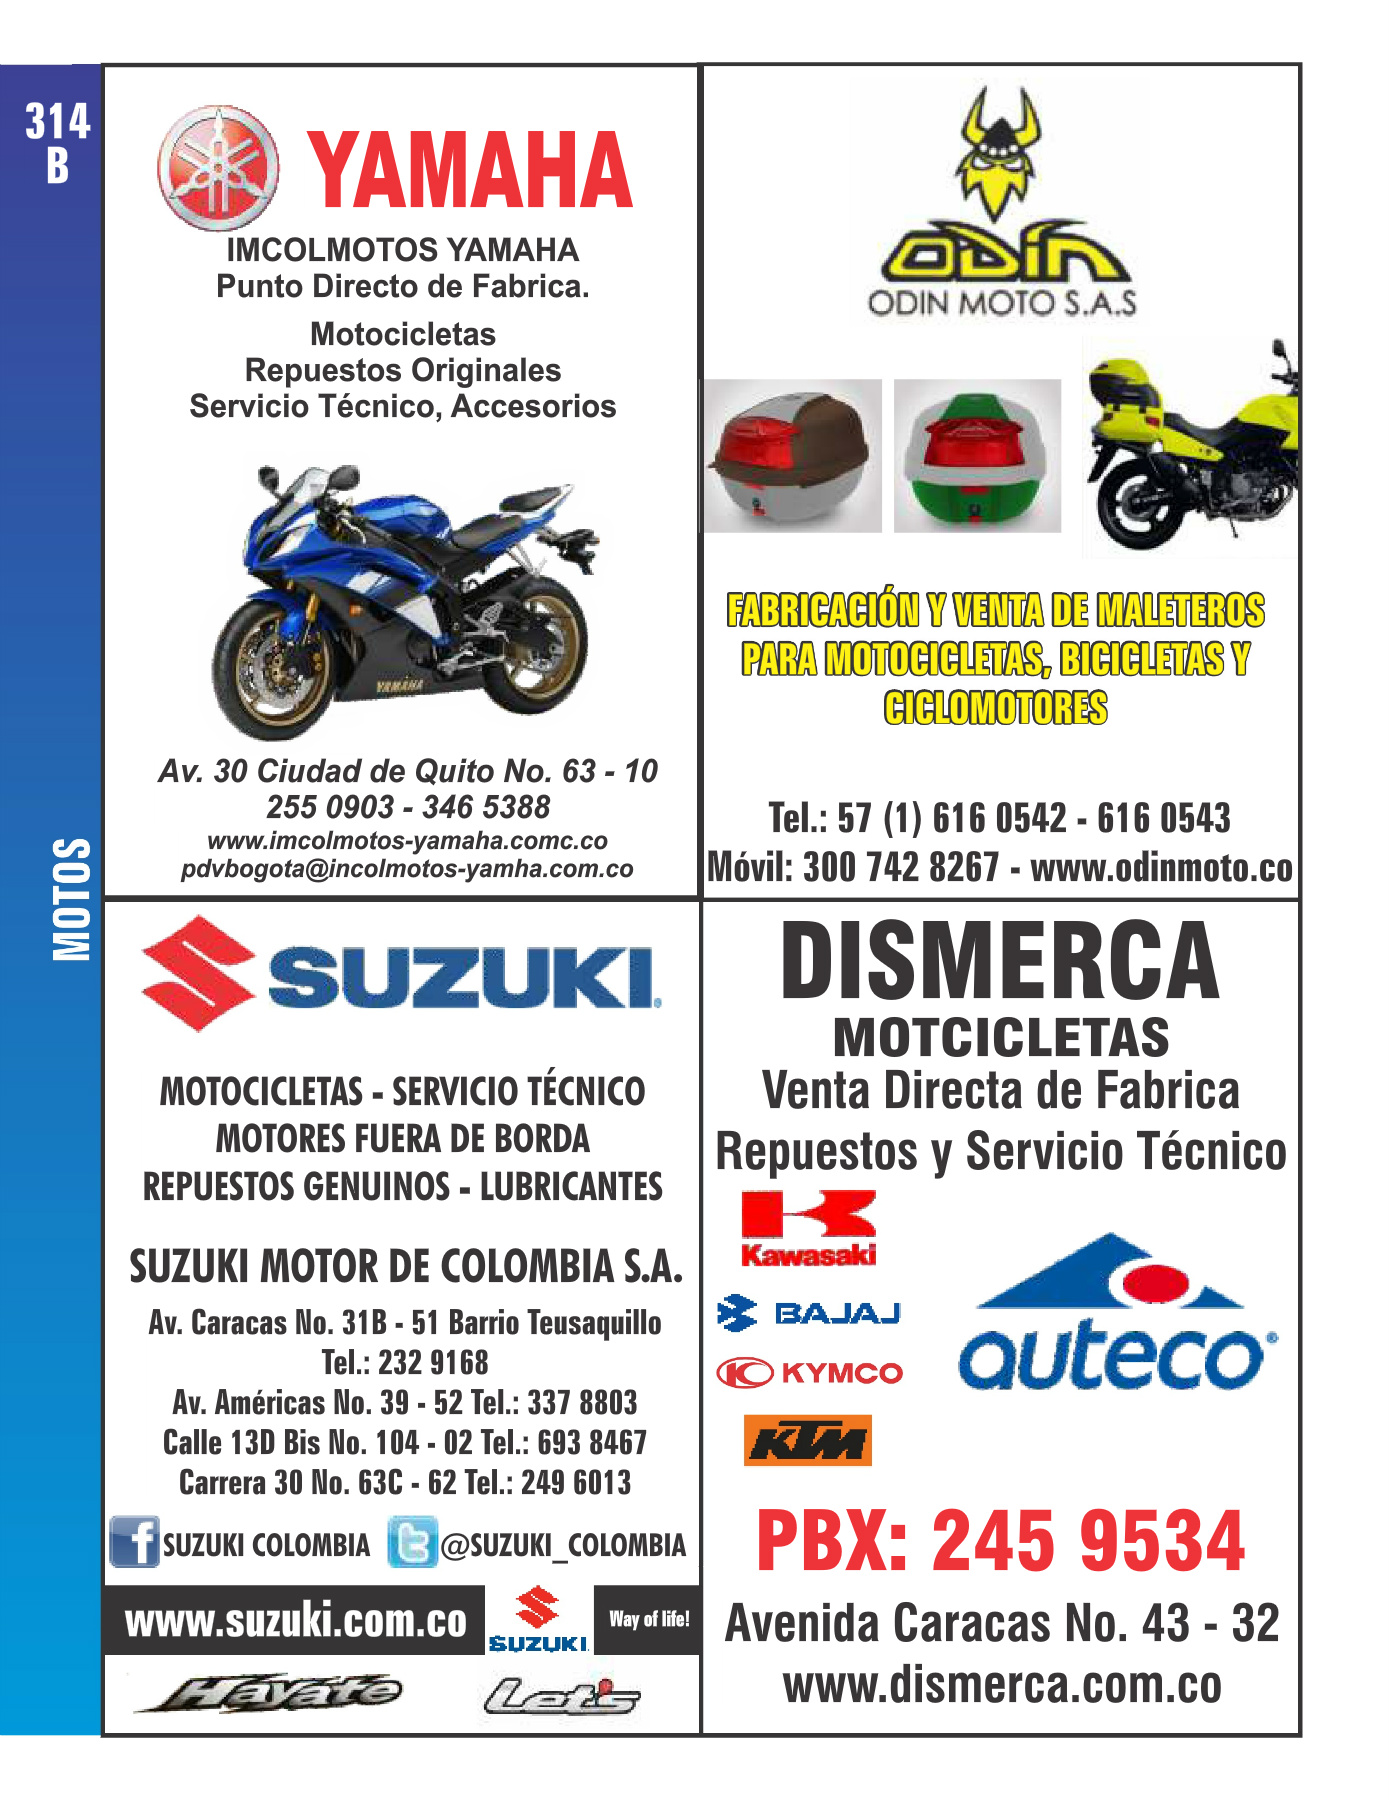 314
B
MOTOS
YAMAHA
IMCOLMOTOS YAMAHA
Punto Directo de Fabrica.
Motocicletas
Repuestos Originales
Servicio Técnico, Accesorios
YAMAHA
Av. 30 Ciudad de Quito No. 63 - 10
255 0903 - 346 5388
www.imcolmotos-yamaha.comc.co
pdvbogota@incolmotos-yamha.com.co
ODIN
ODIN MOTO S.A.S
FABRICACIÓN Y VENTA DE MALETEROS
PARA MOTOCICLETAS, BICICLETAS Y
CICLOMOTORES
Tel.: 57 (1) 616 0542 - 616 0543
Móvil: 300 742 8267 - www.odinmoto.co
SUZUKI
MOTOCICLETAS - SERVICIO TÉCNICO
MOTORES FUERA DE BORDA
REPUESTOS GENUINOS - LUBRICANTES
SUZUKI MOTOR DE COLOMBIA S.A.
Av. Caracas No. 31B - 51 Barrio Teusaquillo
Tel.: 232 9168
Av. Américas No. 39 - 52 Tel.: 337 8803
Calle 13D Bis No. 104 - 02 Tel.: 693 8467
Carrera 30 No. 63C - 62 Tel.: 249 6013
f SUZUKI COLOMBIA t @SUZUKI_COLOMBIA
www.suzuki.com.co SUZUKI Way of life!
Hayate Let's
DISMERCA
MOTCICLETAS
Venta Directa de Fabrica
Repuestos y Servicio Técnico
Kawasaki
BAJAJ
KYMCO
KTM
auteco®
PBX: 245 9534
Avenida Caracas No. 43 - 32
www.dismerca.com.co